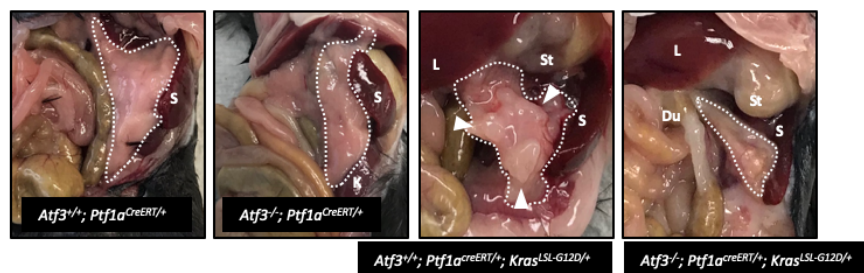 S
Atf3+/+; Ptf1aCreERT/+
S
K
Atf3-/-; Ptf1aCreERT/+
L
St
S
Atf3+/+; Ptf1acreERT/+; KrasLSL-G12D/+
L
St
Du
S
Atf3-/-; Ptf1acreERT/+; KrasLSL-G12D/+